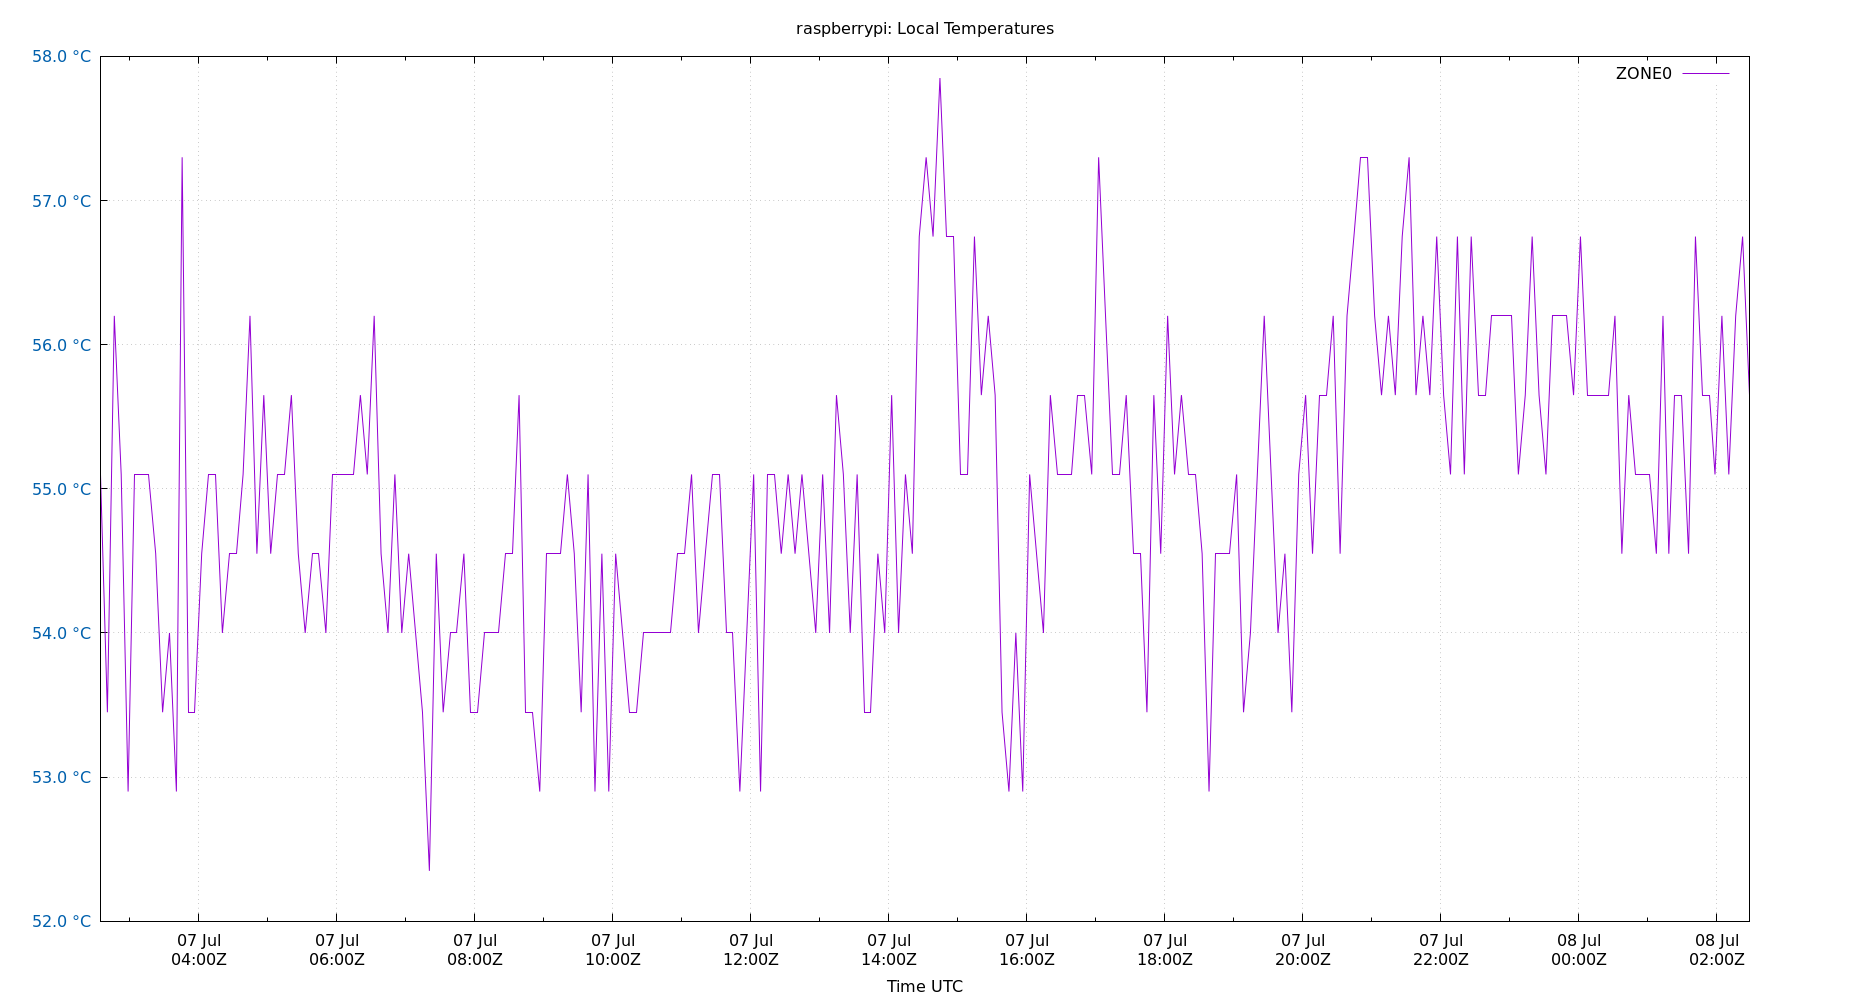 raspberrypi: Local Temperatures
58.0 °C
ZONE0
57.0 °C
56.0 °C
55.0 °C
54.0 °C
53.0 °C
52.0 °C
07 Jul 07 Jul 07 Jul 07 Jul 07 Jul 07 Jul 07 Jul 07 Jul 07 Jul 07 Jul 08 Jul 08 Jul
04:00Z 06:00Z 08:00Z 10:00Z 12:00Z 14:00Z 16:00Z 18:00Z 20:00Z 22:00Z 00:00Z 02:00Z
Time UTC